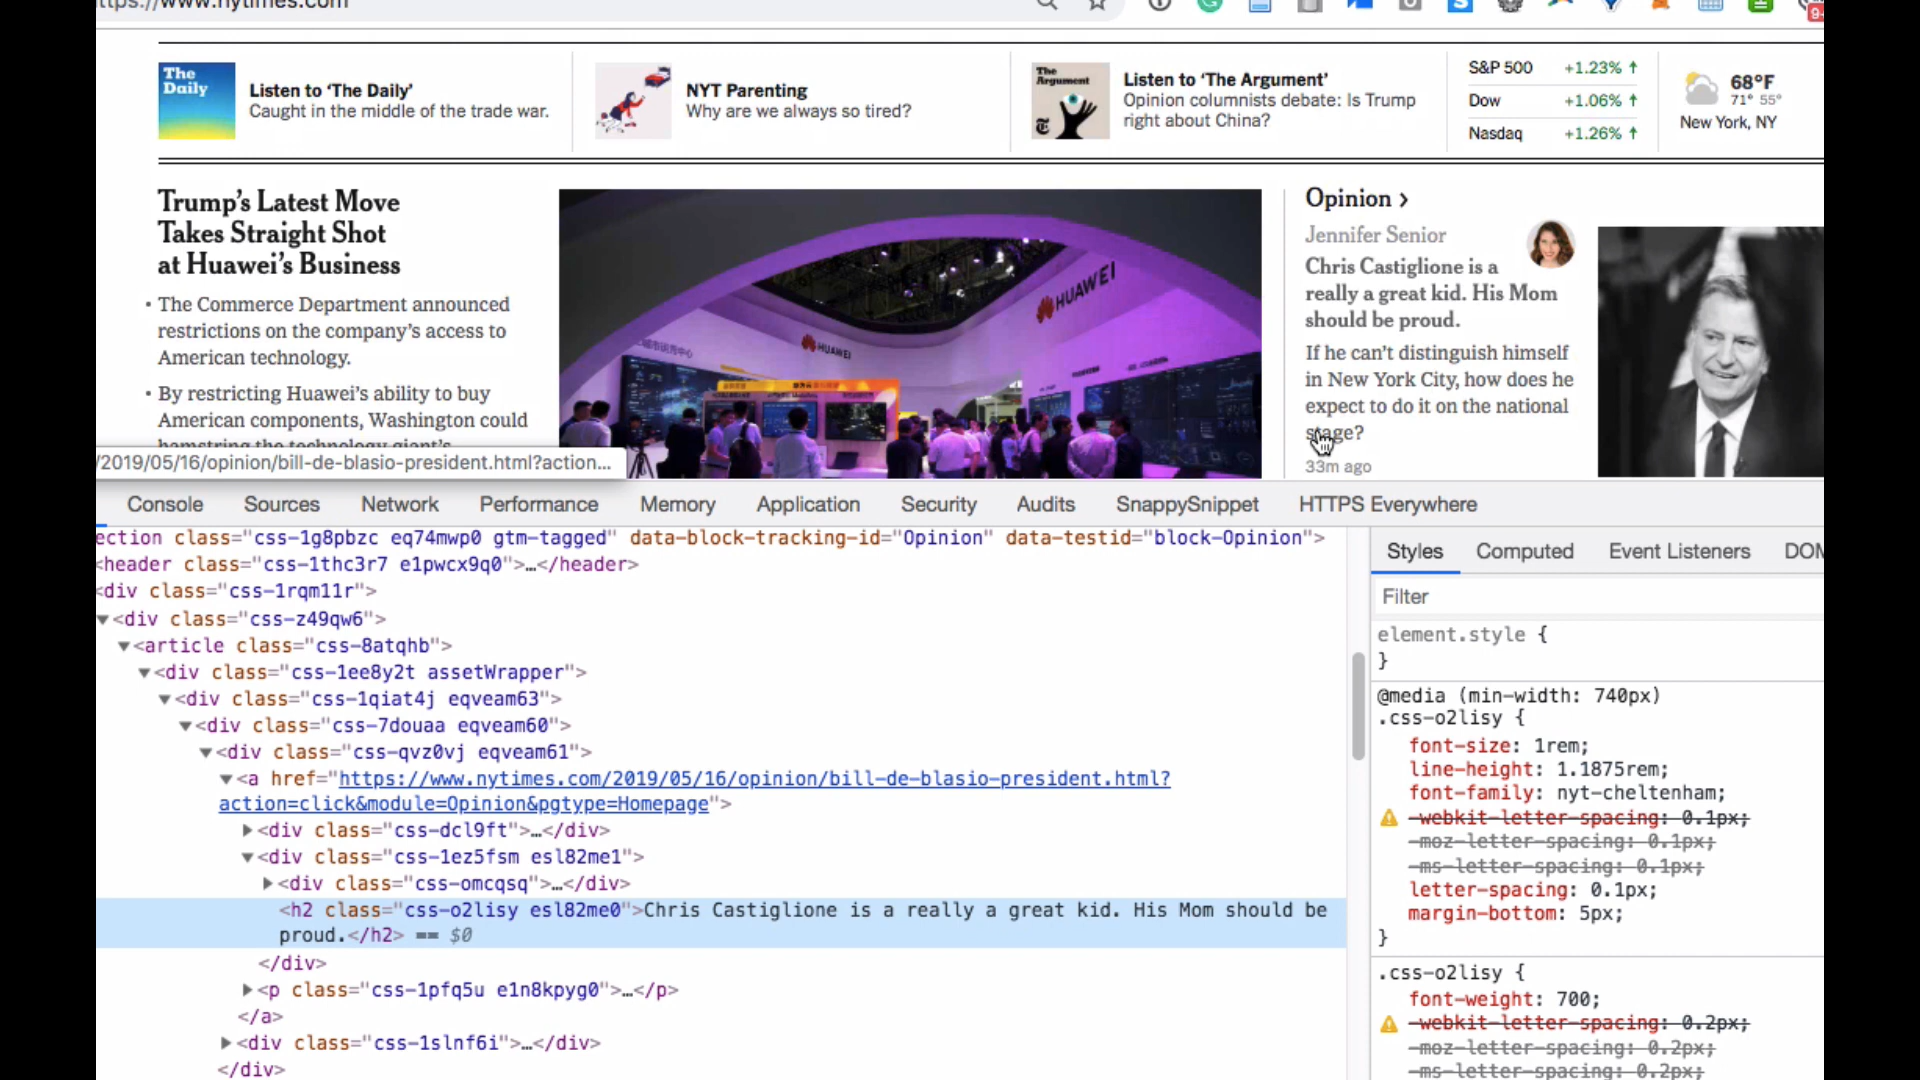 https://www.nytimes.com
The Daily
Listen to ‘The Daily’
Caught in the middle of the trade war.
NYT Parenting
Why are we always so tired?
The Argument
Listen to ‘The Argument’
Opinion columnists debate: Is Trump
right about China?
S&P 500 +1.23% ↑
Dow +1.06% ↑
Nasdaq +1.26% ↑
68°F
71° 55°
New York, NY
Trump’s Latest Move
Takes Straight Shot
at Huawei’s Business
• The Commerce Department announced
restrictions on the company’s access to
American technology.
• By restricting Huawei’s ability to buy
American components, Washington could
hamstring the technology giant’s
HUAWEI
HUAWEI
Opinion >
Jennifer Senior
Chris Castiglione is a
really a great kid. His Mom
should be proud.
If he can’t distinguish himself
in New York City, how does he
expect to do it on the national
stage?
33m ago
/2019/05/16/opinion/bill-de-blasio-president.html?action...
Console Sources Network Performance Memory Application Security Audits SnappySnippet HTTPS Everywhere
ection class="css-1g8pbzc eq74mwp0 gtm-tagged" data-block-tracking-id="Opinion" data-testid="block-Opinion">
<header class="css-1thc3r7 e1pwcx9q0">…</header>
<div class="css-1rqm11r">
▼<div class="css-z49qw6">
▼<article class="css-8atqhb">
▼<div class="css-1ee8y2t assetWrapper">
▼<div class="css-1qiat4j eqveam63">
▼<div class="css-7douaa eqveam60">
▼<div class="css-qvz0vj eqveam61">
▼<a href="https://www.nytimes.com/2019/05/16/opinion/bill-de-blasio-president.html?
action=click&module=Opinion&pgtype=Homepage">
▶<div class="css-dcl9ft">…</div>
▼<div class="css-1ez5fsm esl82me1">
▶<div class="css-omcqsq">…</div>
<h2 class="css-o2lisy esl82me0">Chris Castiglione is a really a great kid. His Mom should be
proud.</h2> == $0
</div>
▶<p class="css-1pfq5u e1n8kpyg0">…</p>
</a>
▶<div class="css-1slnf6i">…</div>
</div>
Styles Computed Event Listeners DOM
Filter
element.style {
}
@media (min-width: 740px)
.css-o2lisy {
font-size: 1rem;
line-height: 1.1875rem;
font-family: nyt-cheltenham;
-webkit-letter-spacing: 0.1px;
-moz-letter-spacing: 0.1px;
-ms-letter-spacing: 0.1px;
letter-spacing: 0.1px;
margin-bottom: 5px;
}
.css-o2lisy {
font-weight: 700;
-webkit-letter-spacing: 0.2px;
-moz-letter-spacing: 0.2px;
-ms-letter-spacing: 0.2px;